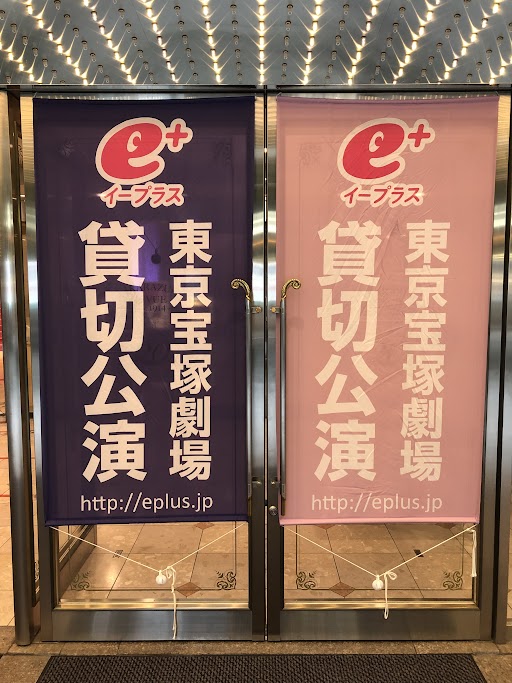 e+
イープラス
東京宝塚劇場
貸切公演
http://eplus.jp
e+
イープラス
東京宝塚劇場
貸切公演
http://eplus.jp